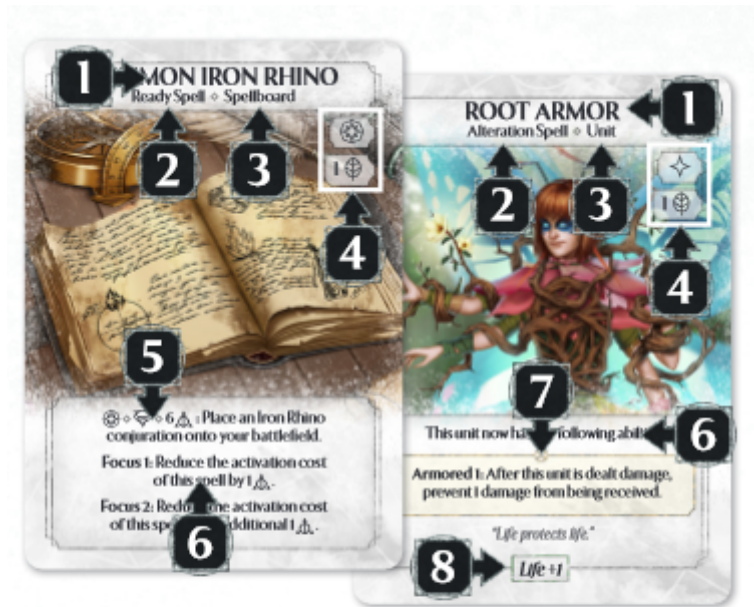 1
MON IRON RHINO
Ready Spell ⋄ Spellboard
2
3
1
4
5
6 : Place an Iron Rhino
conjuration onto your battlefield.
Focus 1: Reduce the activation cost
of this spell by 1 .
Focus 2: the activation cost
of this additional 1 .
6
ROOT ARMOR
1
Alteration Spell ⋄ Unit
2
3
1
4
7
This unit now following
6
Armored 1: After this unit is dealt damage,
prevent 1 damage from being received.
"Life protects life."
8
Life +1